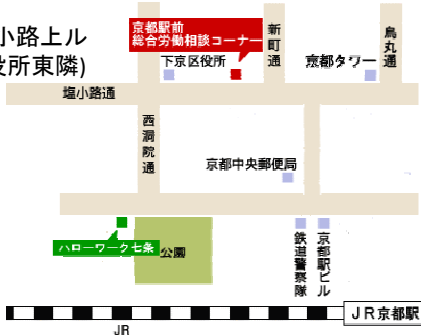 小路上ル
役所東隣)
京都駅前
総合労働相談コーナー
新町通
烏丸通
下京区役所
京都タワー
塩小路通
西洞院通
京都中央郵便局
ハローワーク七条
公園
鉄道警察隊
京都駅ビル
JR京都駅
JR